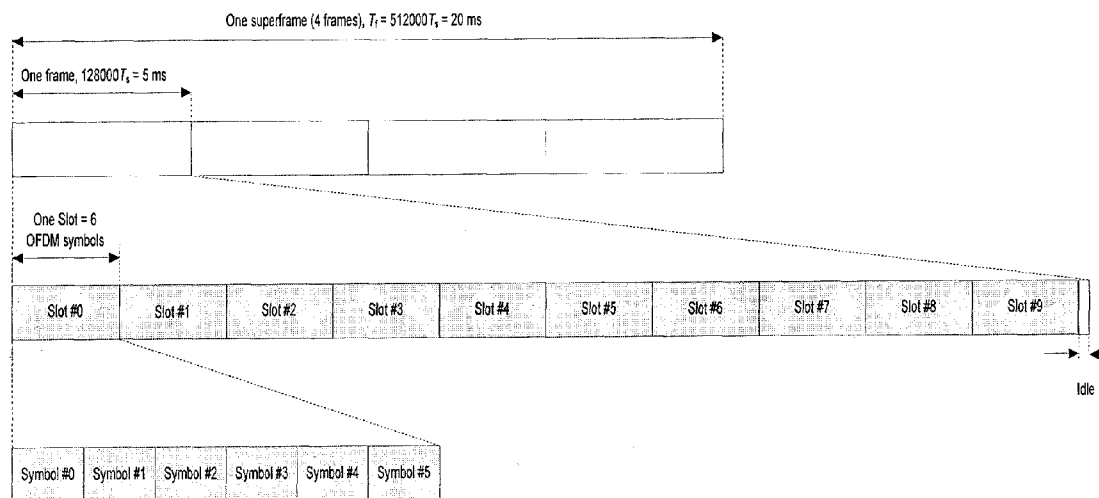 One superframe (4 frames), Tf = 512000Ts = 20 ms
One frame, 128000Ts = 5 ms
One Slot = 6
OFDM symbols
Slot #0 Slot #1 Slot #2 Slot #3 Slot #4 Slot #5 Slot #6 Slot #7 Slot #8 Slot #9
Idle
Symbol #0 Symbol #1 Symbol #2 Symbol #3 Symbol #4 Symbol #5